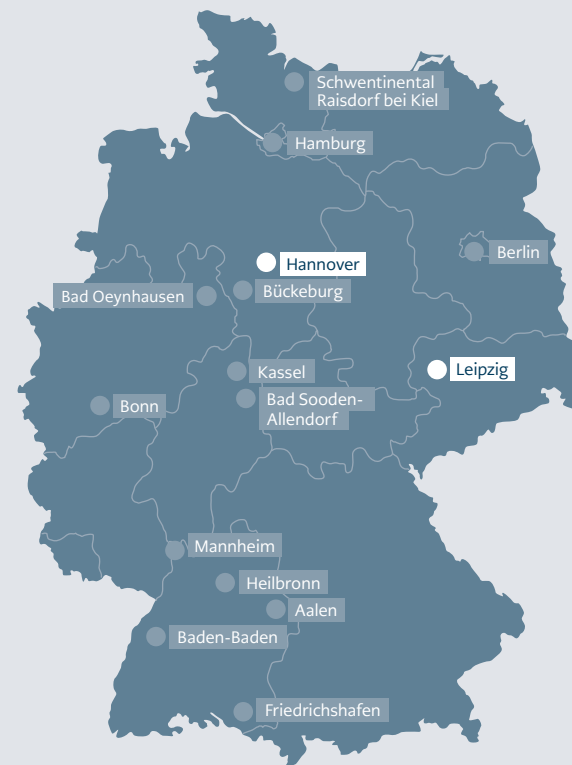 Schwentinental
Raisdorf bei Kiel
Hamburg
Berlin
Hannover
Bad Oeynhausen
Bückeburg
Kassel
Leipzig
Bad Sooden-
Allendorf
Bonn
Mannheim
Heilbronn
Aalen
Baden-Baden
Friedrichshafen